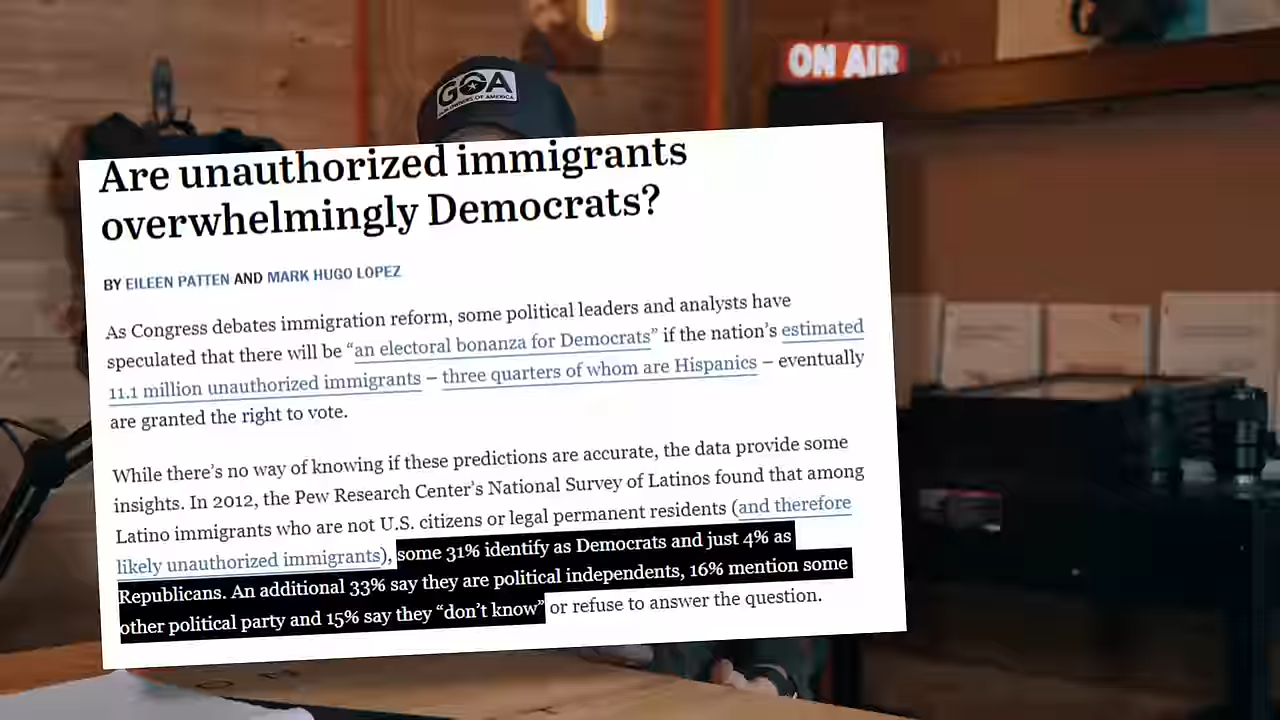 ON AIR
GOA
GUN OWNERS OF AMERICA
Are unauthorized immigrants
overwhelmingly Democrats?
BY EILEEN PATTEN AND MARK HUGO LOPEZ
As Congress debates immigration reform, some political leaders and analysts have
speculated that there will be “an electoral bonanza for Democrats” if the nation’s estimated
11.1 million unauthorized immigrants – three quarters of whom are Hispanics – eventually
are granted the right to vote.
While there’s no way of knowing if these predictions are accurate, the data provide some
insights. In 2012, the Pew Research Center’s National Survey of Latinos found that among
Latino immigrants who are not U.S. citizens or legal permanent residents (and therefore
likely unauthorized immigrants), some 31% identify as Democrats and just 4% as
Republicans. An additional 33% say they are political independents, 16% mention some
other political party and 15% say they “don’t know” or refuse to answer the question.